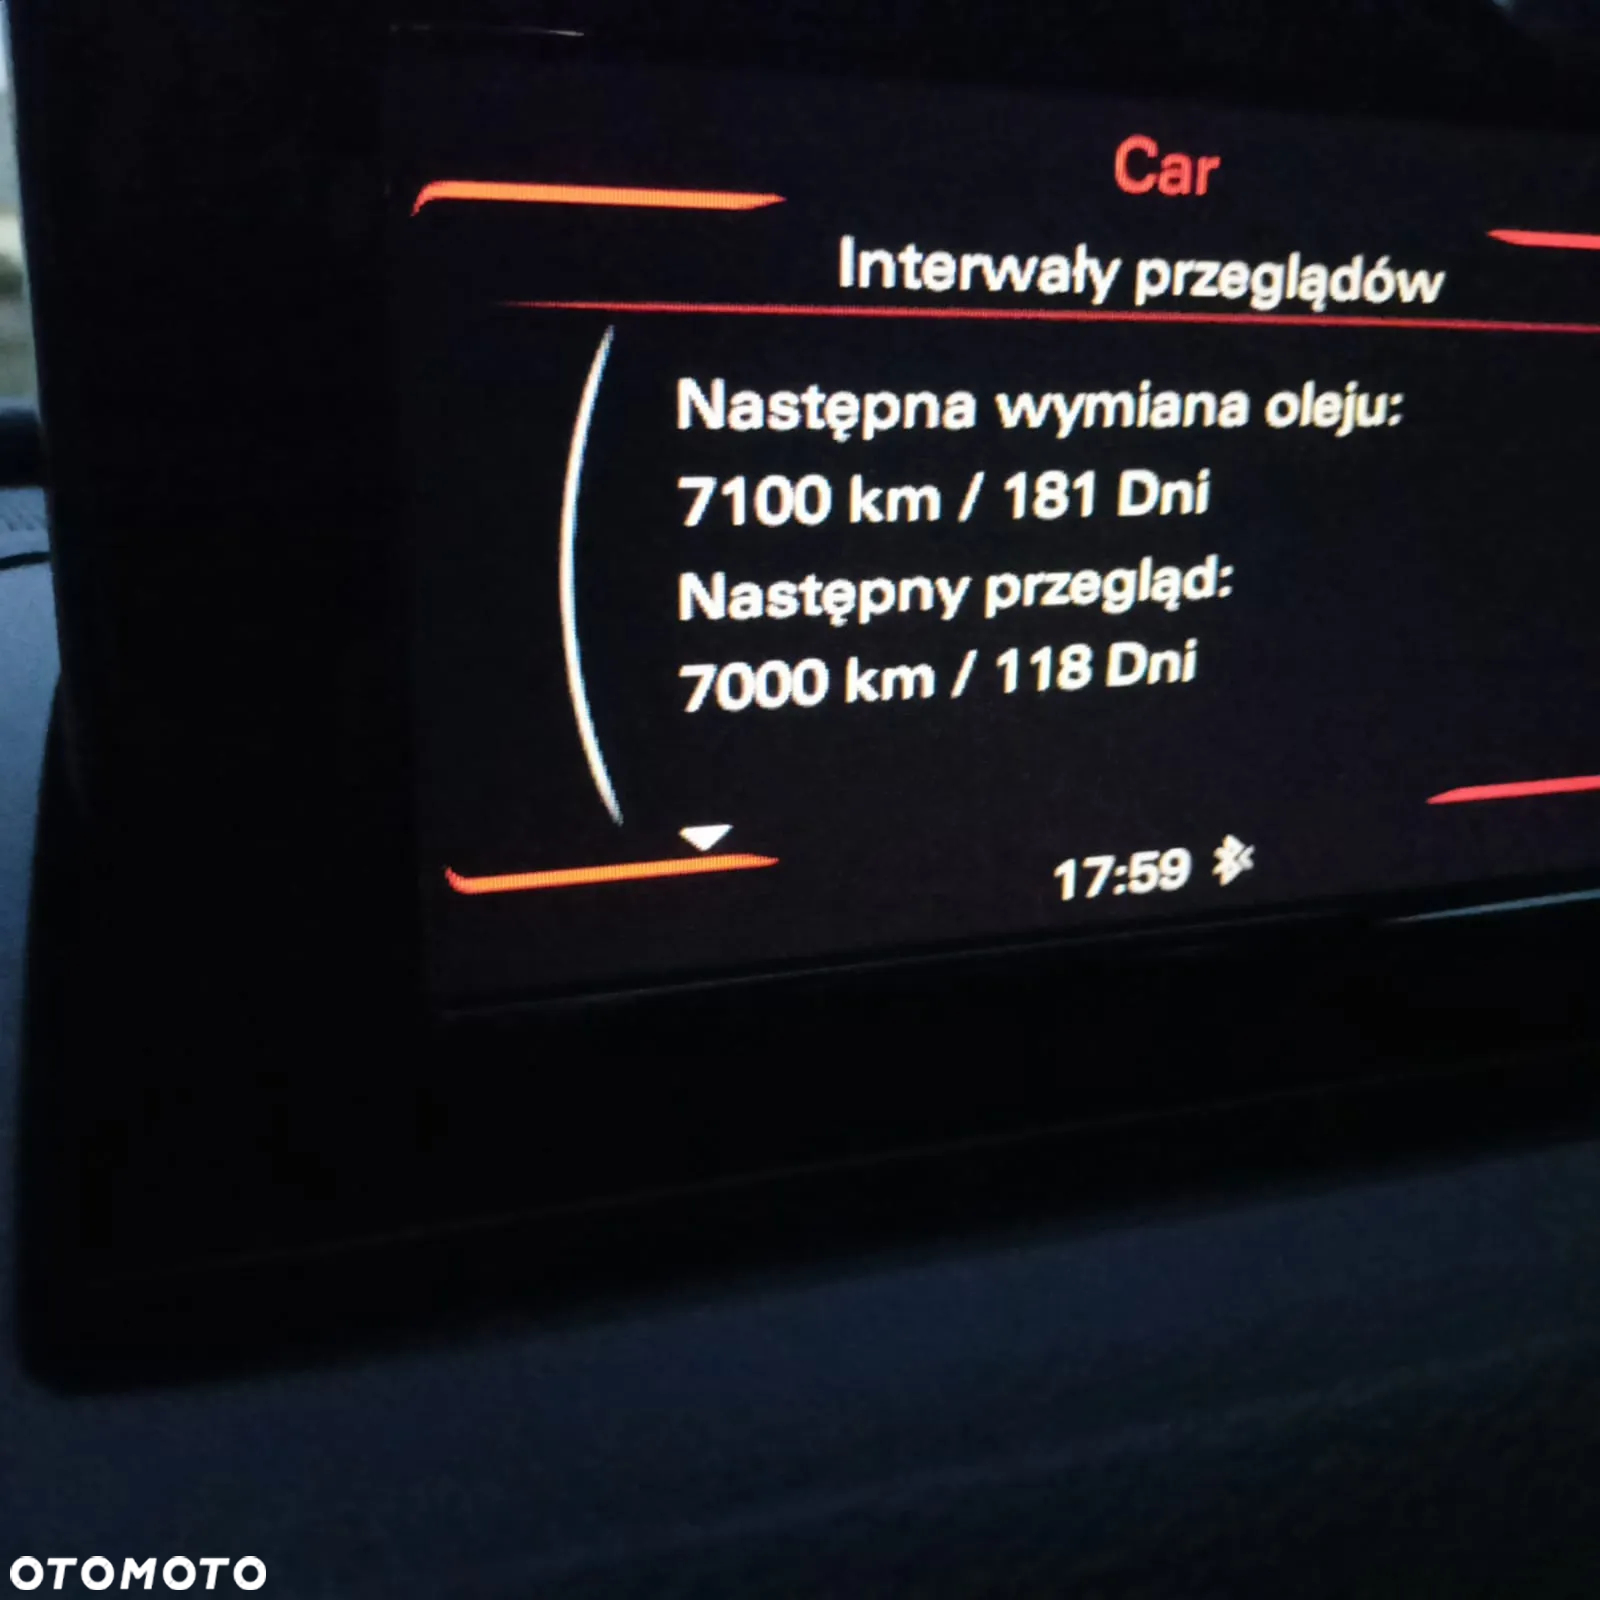 Car
Interwały przeglądów
Następna wymiana oleju:
7100 km / 181 Dni
Następny przegląd:
7000 km / 118 Dni
17:59
OTOMOTO